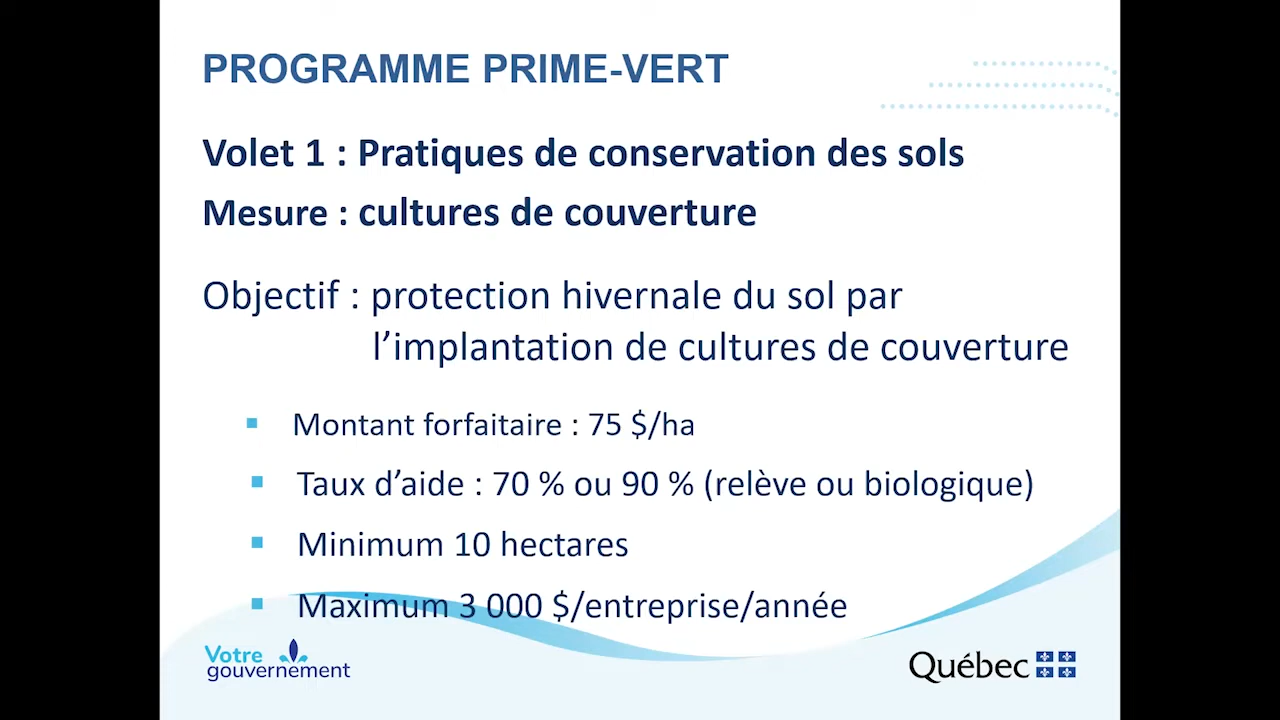 PROGRAMME PRIME-VERT
Volet 1 : Pratiques de conservation des sols
Mesure : cultures de couverture
Objectif : protection hivernale du sol par
l’implantation de cultures de couverture
▪ Montant forfaitaire : 75 $/ha
▪ Taux d’aide : 70 % ou 90 % (relève ou biologique)
▪ Minimum 10 hectares
▪ Maximum 3 000 $/entreprise/année
Votre
gouvernement
Québec